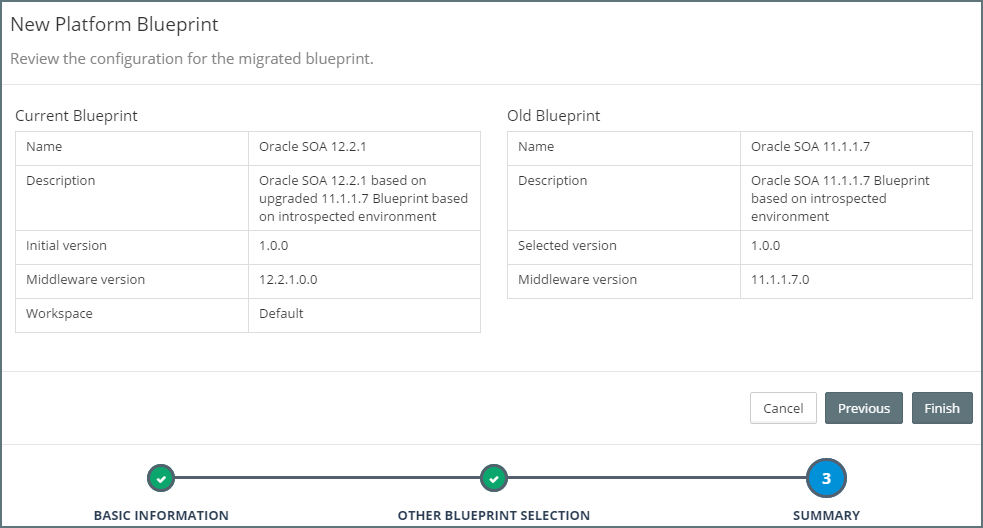 New Platform Blueprint
Review the configuration for the migrated blueprint.
Current Blueprint
Name
Oracle SOA 12.2.1
Description
Oracle SOA 12.2.1 based on
upgraded 11.1.1.7 Blueprint based
on introspected environment
Initial version
1.0.0
Middleware version
12.2.1.0.0
Workspace
Default
Old Blueprint
Name
Oracle SOA 11.1.1.7
Description
Oracle SOA 11.1.1.7 Blueprint
based on introspected
environment
Selected version
1.0.0
Middleware version
11.1.1.7.0
Cancel
Previous
Finish
3
BASIC INFORMATION
OTHER BLUEPRINT SELECTION
SUMMARY